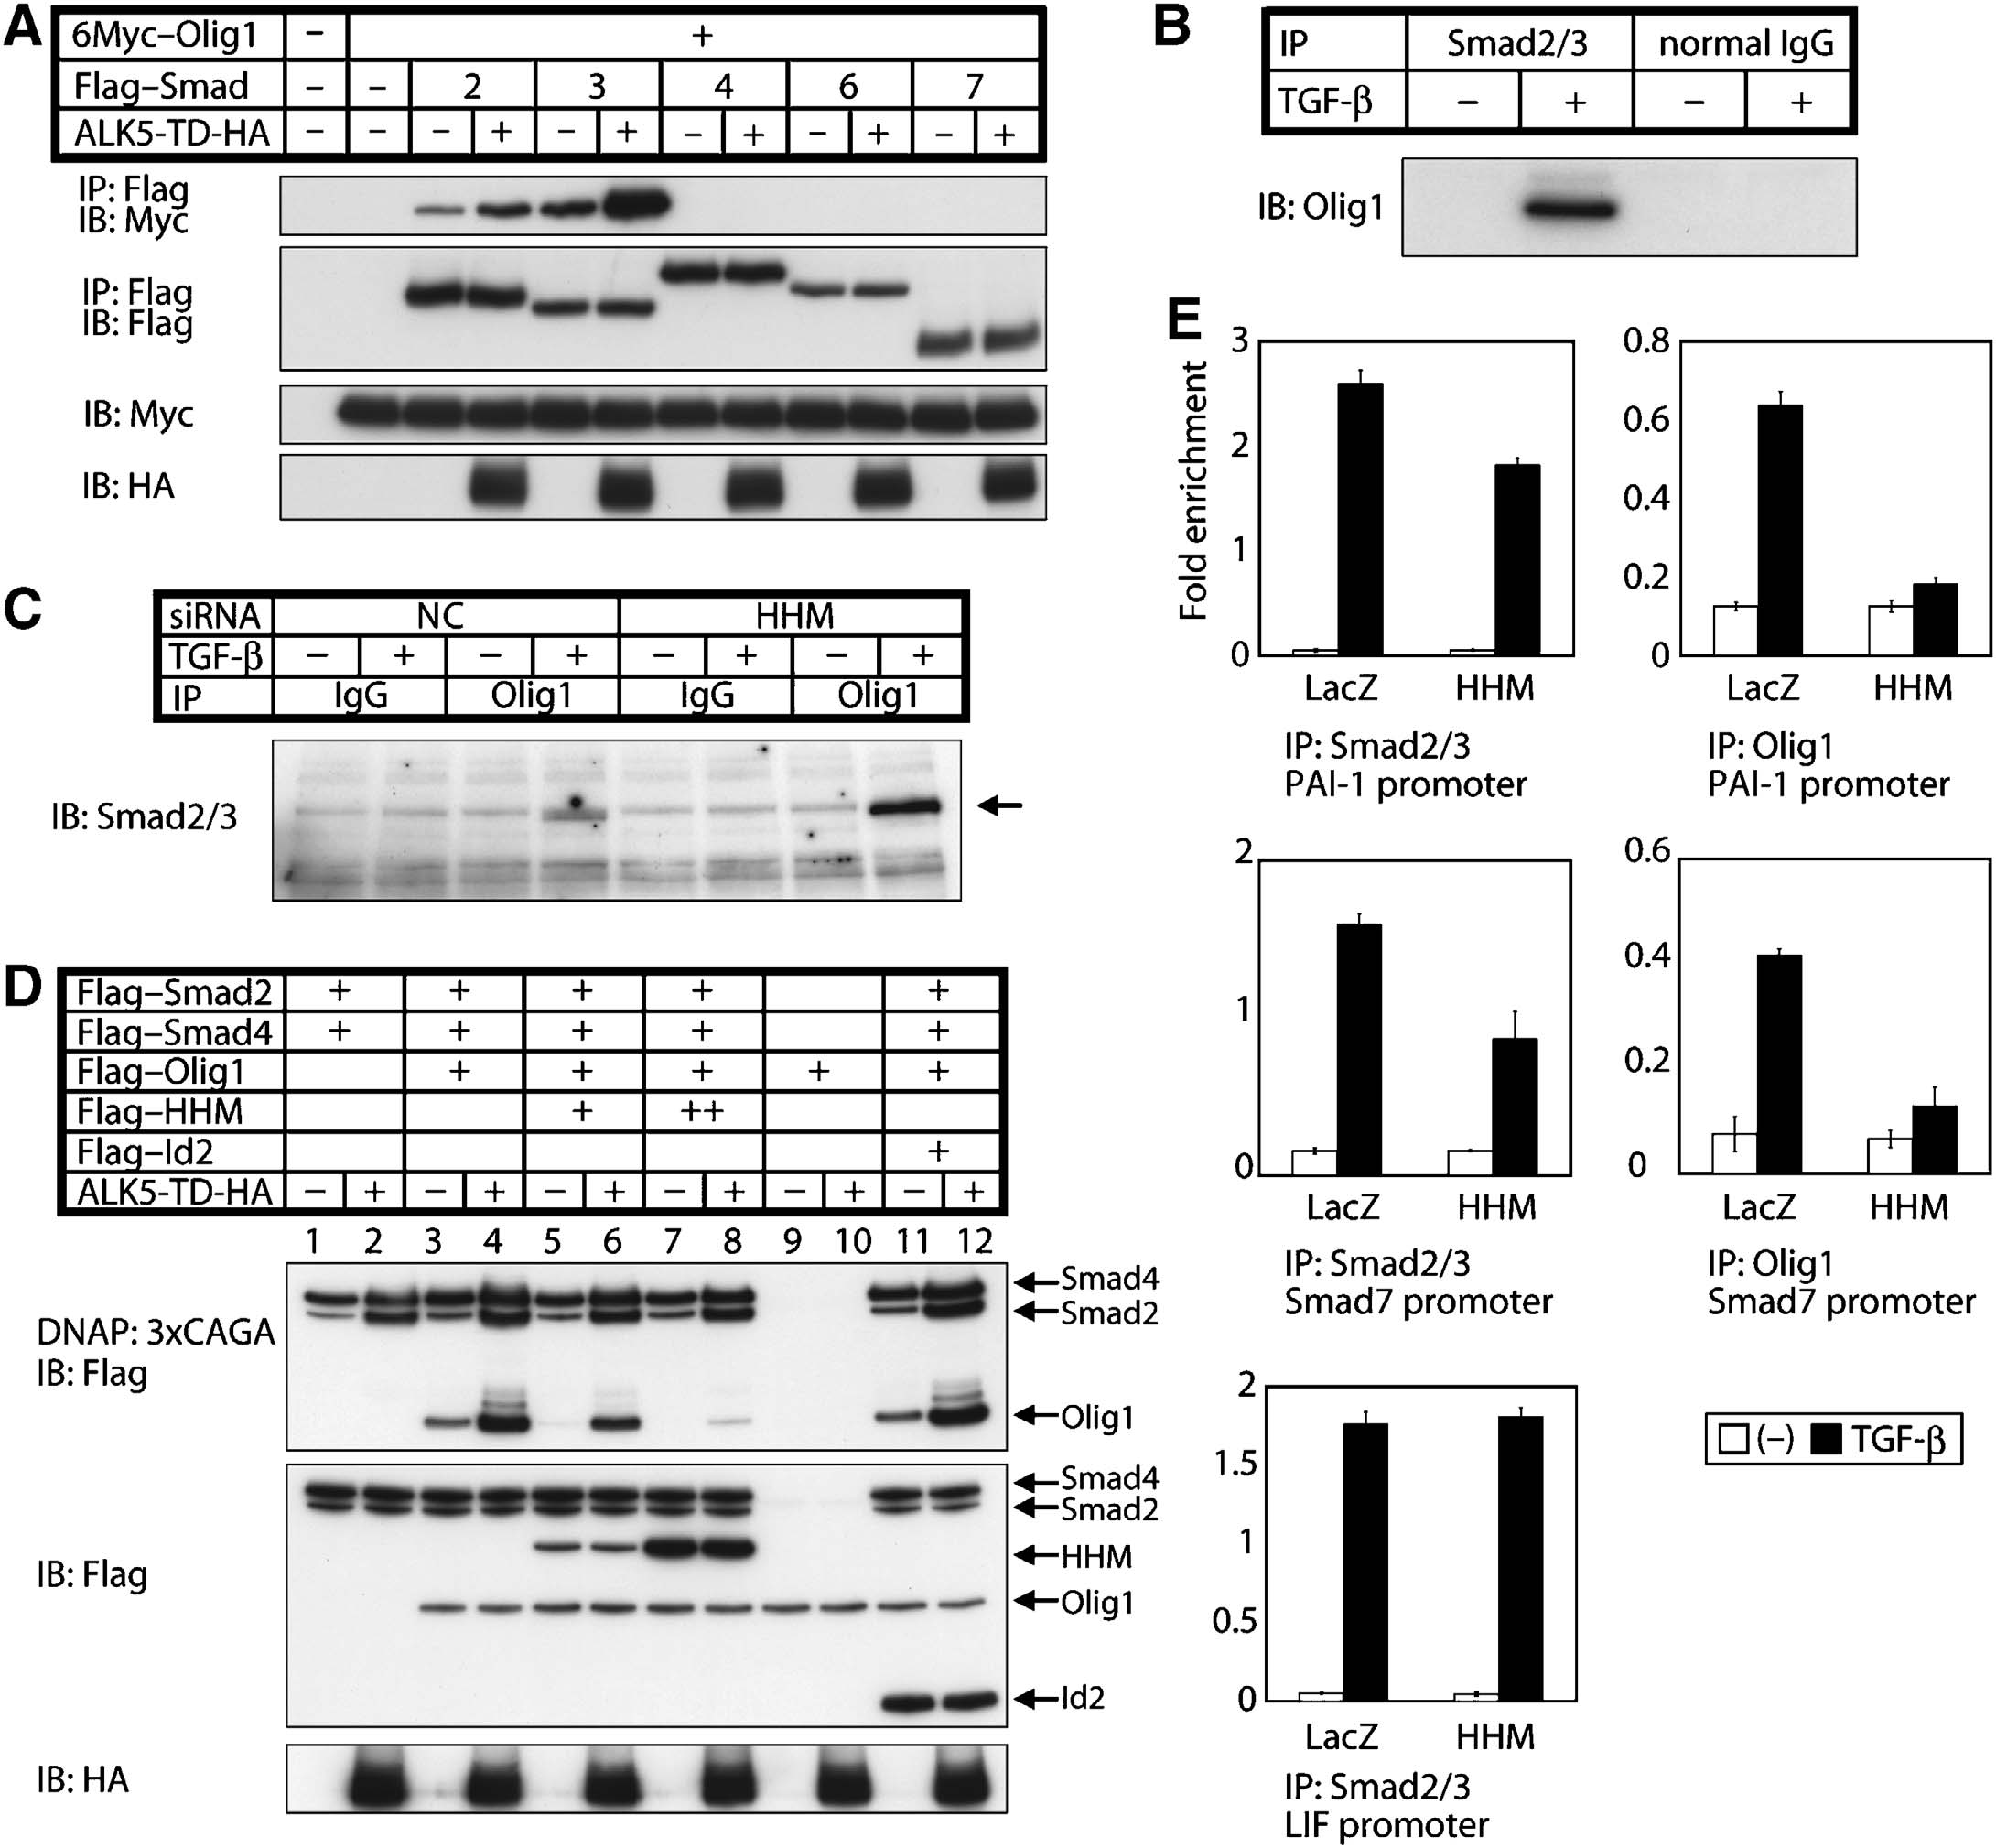 A
6Myc–Olig1 – +
Flag–Smad – – 2 3 4 6 7
ALK5-TD-HA – – – + – + – + – + – +
IP: Flag
IB: Myc
IP: Flag
IB: Flag
IB: Myc
IB: HA
B
IP Smad2/3 normal IgG
TGF-β – + – +
IB: Olig1
C
siRNA NC HHM
TGF-β – + – + – + – +
IP IgG Olig1 IgG Olig1
IB: Smad2/3
D
Flag–Smad2 + + + + +
Flag–Smad4 + + + + +
Flag–Olig1 + + + + +
Flag–HHM + ++
Flag–Id2 +
ALK5-TD-HA – + – + – + – + – + – +
1 2 3 4 5 6 7 8 9 10 11 12
DNAP: 3xCAGA
IB: Flag
Smad4
Smad2
Olig1
IB: Flag
Smad4
Smad2
HHM
Olig1
Id2
IB: HA
E
Fold enrichment
3
2
1
0
LacZ HHM
IP: Smad2/3
PAI-1 promoter
0.8
0.6
0.4
0.2
0
LacZ HHM
IP: Olig1
PAI-1 promoter
2
1
0
LacZ HHM
IP: Smad2/3
Smad7 promoter
0.6
0.4
0.2
0
LacZ HHM
IP: Olig1
Smad7 promoter
2
1.5
1
0.5
0
LacZ HHM
IP: Smad2/3
LIF promoter
(–) TGF-β